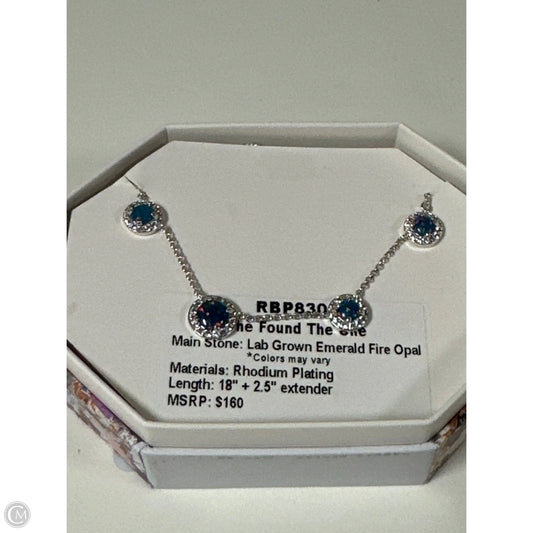 RBP830
Found The
Main Stone: Lab Grown Emerald Fire Opal
*Colors may vary
Materials: Rhodium Plating
Length: 18" + 2.5" extender
MSRP: $160
CM